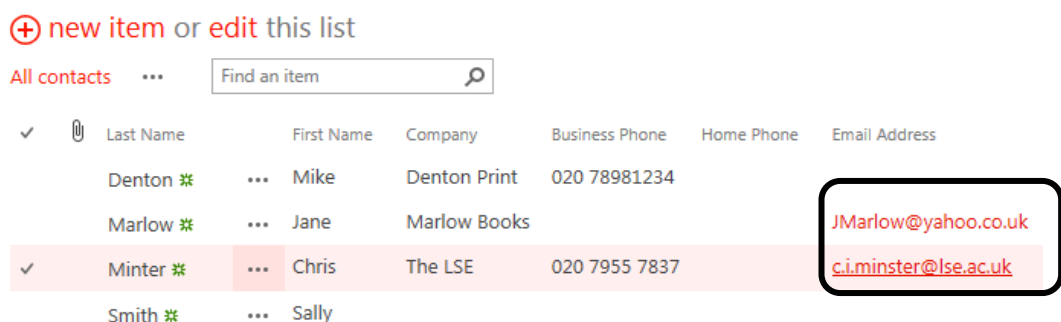 new item or edit this list
All contacts ... Find an item
Last Name First Name Company Business Phone Home Phone Email Address
Denton ... Mike Denton Print 020 78981234
Marlow ... Jane Marlow Books JMarlow@yahoo.co.uk
Minter ... Chris The LSE 020 7955 7837 c.i.minster@lse.ac.uk
Smith ... Sally